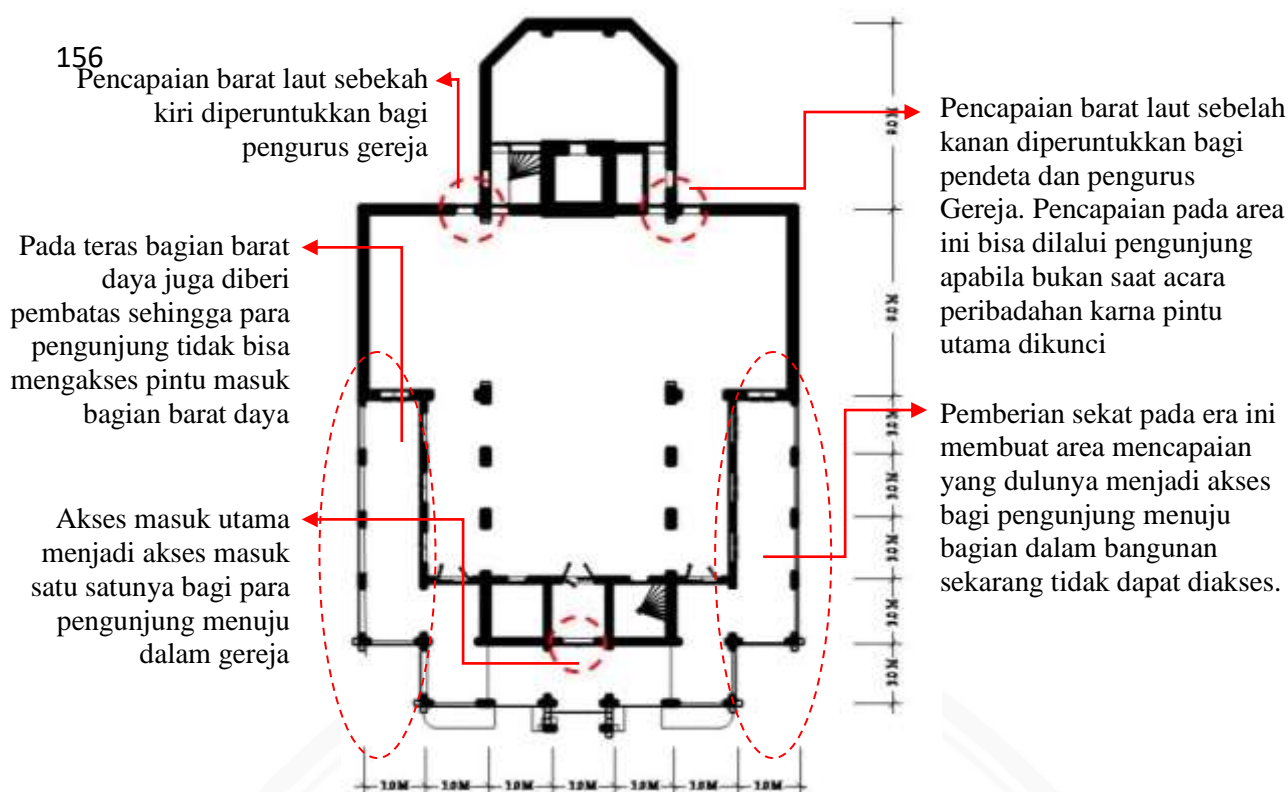 156
Pencapaian barat laut sebekah
kiri diperuntukkan bagi
pengurus gereja
Pencapaian barat laut sebelah
kanan diperuntukkan bagi
pendeta dan pengurus
Gereja. Pencapaian pada area
ini bisa dilalui pengunjung
apabila bukan saat acara
peribadahan karna pintu
utama dikunci
Pada teras bagian barat
daya juga diberi
pembatas sehingga para
pengunjung tidak bisa
mengakses pintu masuk
bagian barat daya
Pemberian sekat pada era ini
membuat area mencapaian
yang dulunya menjadi akses
bagi pengunjung menuju
bagian dalam bangunan
sekarang tidak dapat diakses.
Akses masuk utama
menjadi akses masuk
satu satunya bagi para
pengunjung menuju
dalam gereja